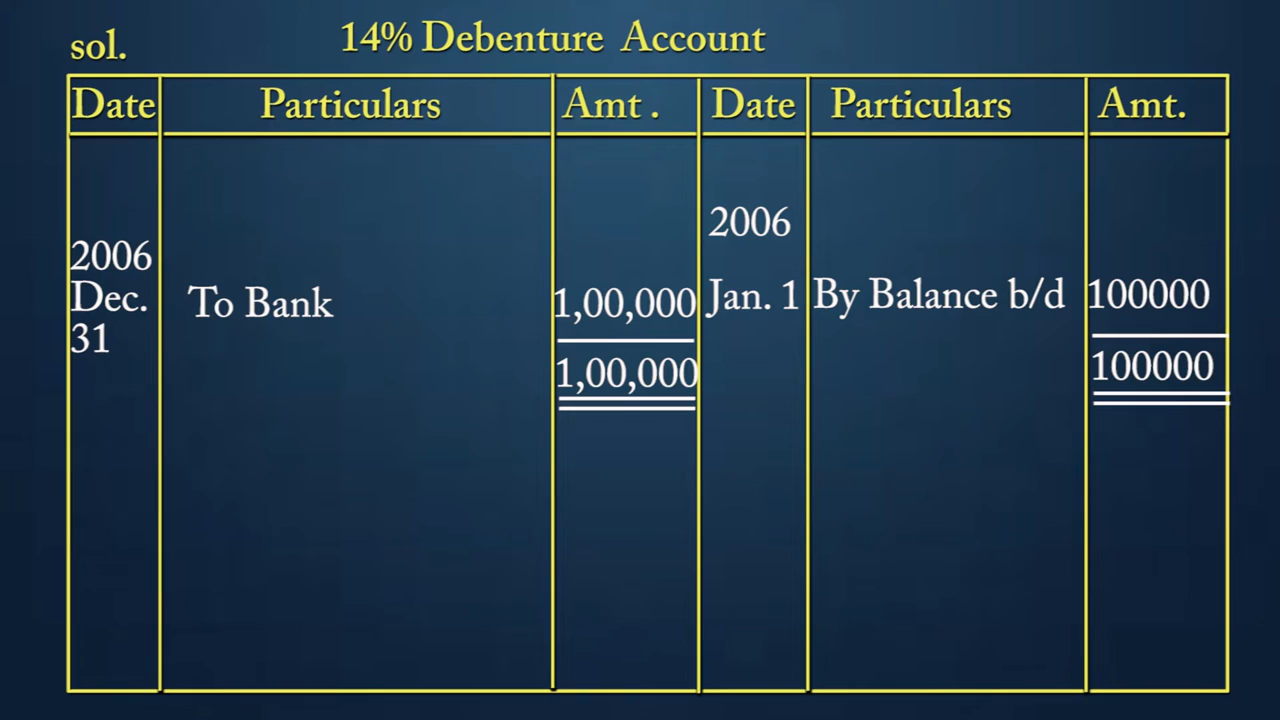 sol.
14% Debenture Account
Date Particulars Amt . Date Particulars Amt.
2006
2006
Dec. To Bank 1,00,000 Jan. 1 By Balance b/d 100000
31
1,00,000 100000